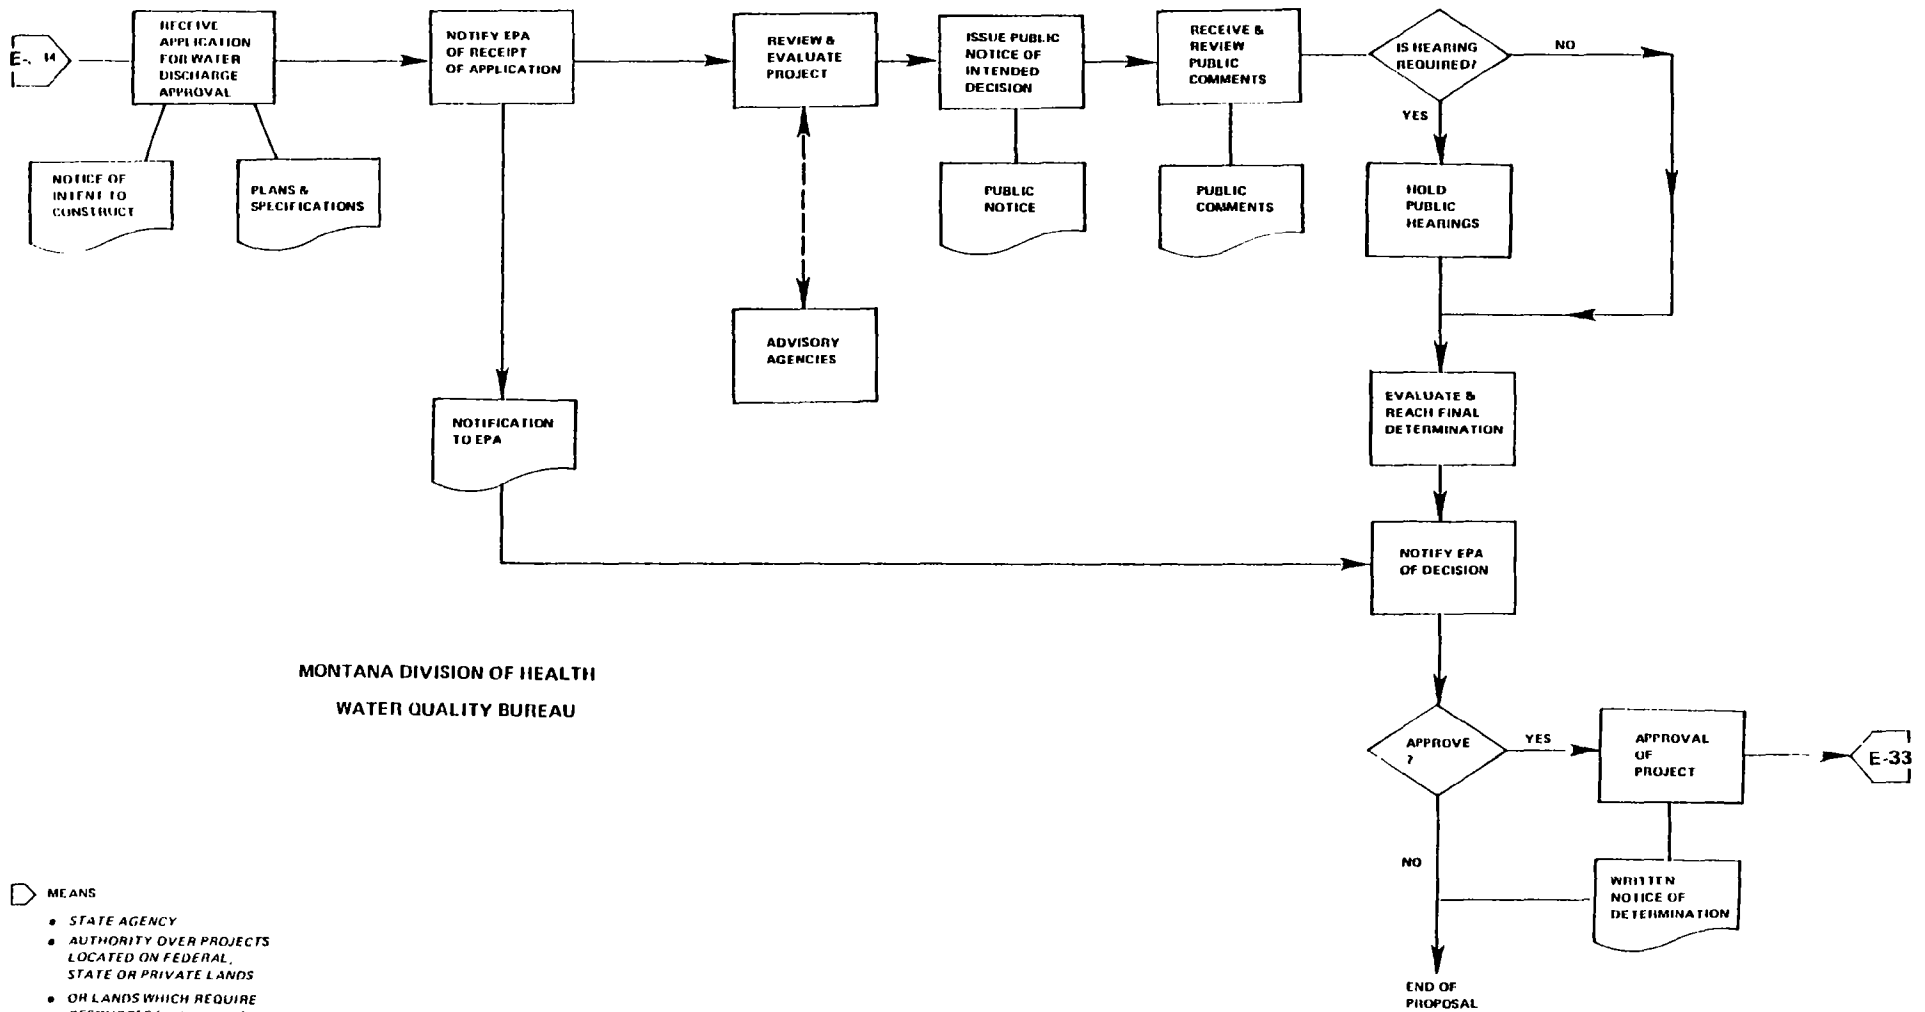 E-
RECEIVE
APPLICATION
FOR WATER
DISCHARGE
APPROVAL
NOTICE OF
INTENT TO
CONSTRUCT
PLANS &
SPECIFICATIONS
NOTIFY EPA
OF RECEIPT
OF APPLICATION
REVIEW &
EVALUATE
PROJECT
ISSUE PUBLIC
NOTICE OF
INTENDED
DECISION
RECEIVE &
REVIEW
PUBLIC
COMMENTS
IS HEARING
REQUIRED?
NO
YES
PUBLIC
NOTICE
PUBLIC
COMMENTS
HOLD
PUBLIC
HEARINGS
ADVISORY
AGENCIES
NOTIFICATION
TO EPA
EVALUATE &
REACH FINAL
DETERMINATION
NOTIFY EPA
OF DECISION
MONTANA DIVISION OF HEALTH
WATER QUALITY BUREAU
APPROVE
?
YES
APPROVAL
OF
PROJECT
E-33
NO
WRITTEN
NOTICE OF
DETERMINATION
END OF
PROPOSAL
MEANS
• STATE AGENCY
• AUTHORITY OVER PROJECTS
LOCATED ON FEDERAL,
STATE OR PRIVATE LANDS
• OR LANDS WHICH REQUIRE